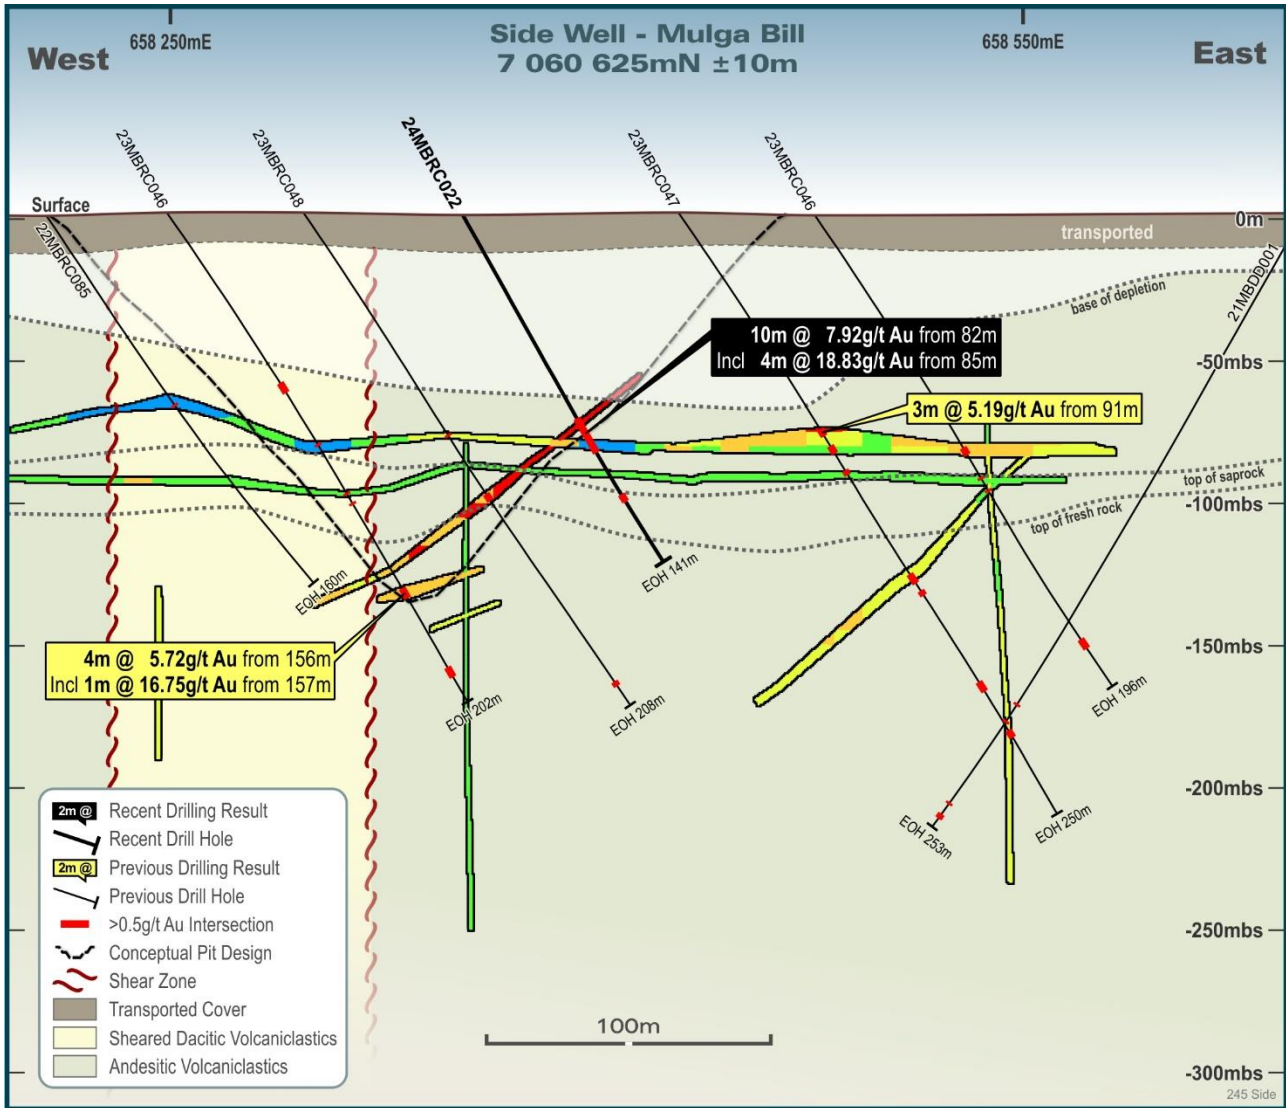 658 250mE
658 550mE
Side Well - Mulga Bill
7 060 625mN ±10m
West
East
Surface
22MBRC085
23MBRC046
23MBRC048
24MBRC022
23MBRC047
23MBRC046
21MBDD001
0m
transported
base of depletion
-50mbs
10m @ 7.92g/t Au from 82m
Incl 4m @ 18.83g/t Au from 85m
3m @ 5.19g/t Au from 91m
top of saprock
-100mbs
top of fresh rock
EOH 160m
EOH 141m
-150mbs
4m @ 5.72g/t Au from 156m
Incl 1m @ 16.75g/t Au from 157m
EOH 202m
EOH 208m
EOH 196m
-200mbs
EOH 253m
EOH 250m
-250mbs
-300mbs
2m @ Recent Drilling Result
Recent Drill Hole
2m @ Previous Drilling Result
Previous Drill Hole
>0.5g/t Au Intersection
Conceptual Pit Design
Shear Zone
Transported Cover
Sheared Dacitic Volcaniclastics
Andesitic Volcaniclastics
100m
245 Side